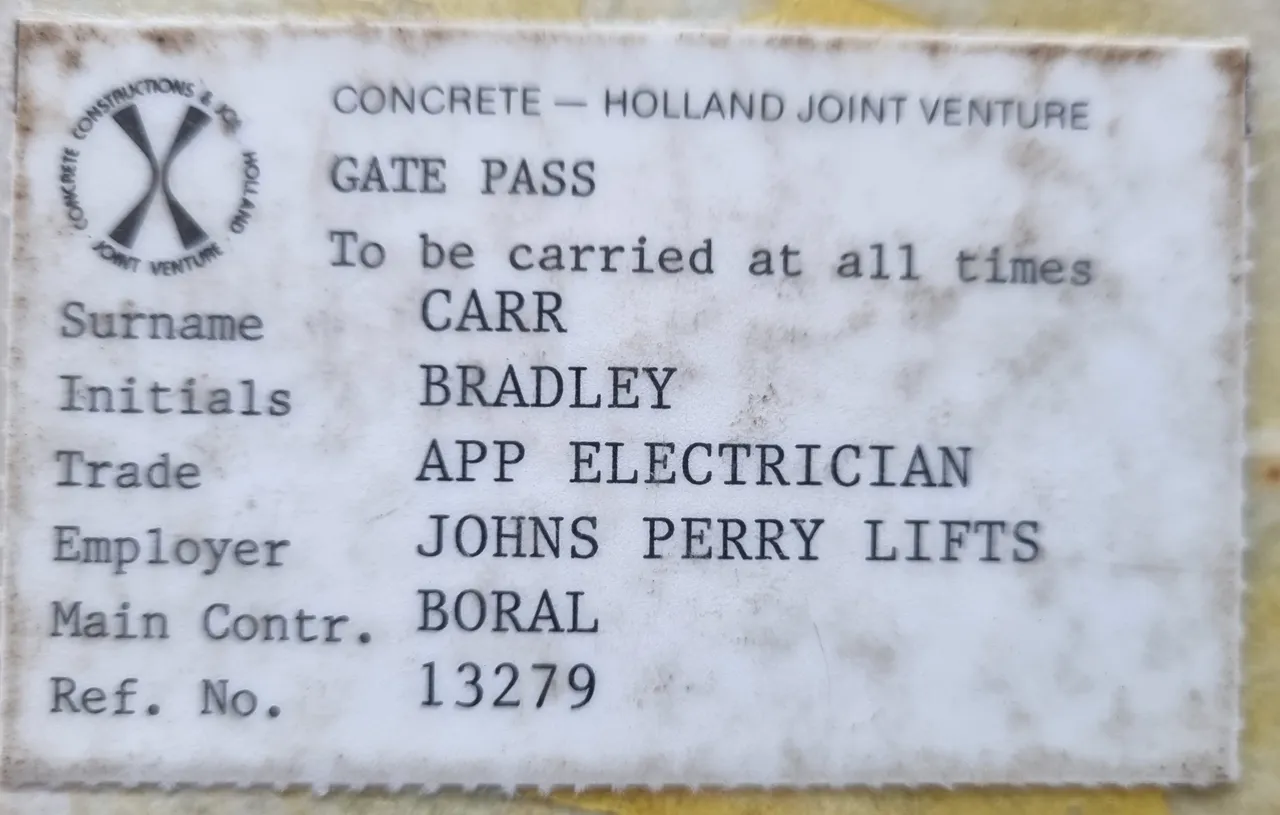 CONCRETE CONSTRUCTIONS & JOHN HOLLAND · JOINT VENTURE ·
CONCRETE — HOLLAND JOINT VENTURE
GATE PASS
To be carried at all times
Surname CARR
Initials BRADLEY
Trade APP ELECTRICIAN
Employer JOHNS PERRY LIFTS
Main Contr. BORAL
Ref. No. 13279